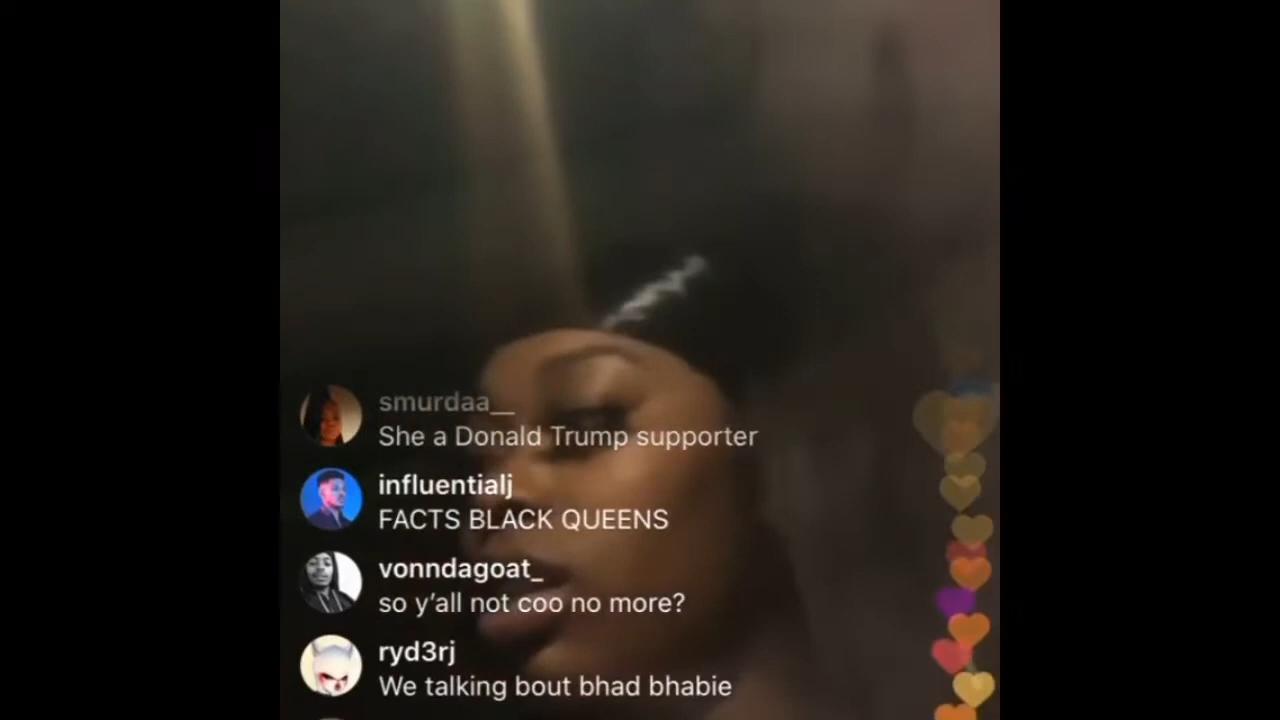 smurdaa__
She a Donald Trump supporter
influentialj
FACTS BLACK QUEENS
vonndagoat_
so y'all not coo no more?
ryd3rj
We talking bout bhad bhabie